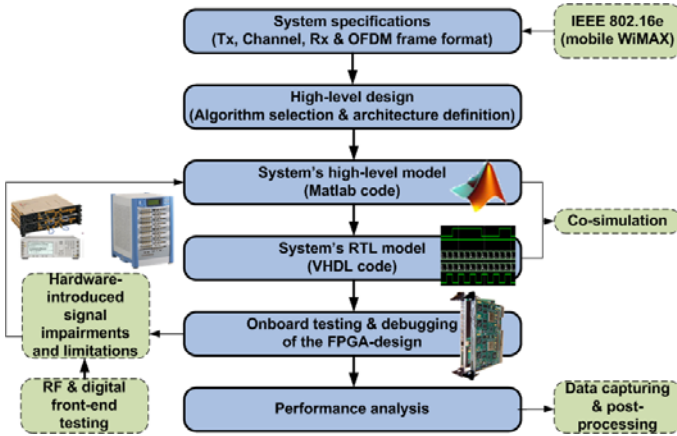 System specifications
(Tx, Channel, Rx & OFDM frame format)
IEEE 802.16e
(mobile WiMAX)
High-level design
(Algorithm selection & architecture definition)
System's high-level model
(Matlab code)
Co-simulation
System's RTL model
(VHDL code)
Hardware-
introduced
signal
impairments
and limitations
Onboard testing & debugging
of the FPGA-design
RF & digital
front-end
testing
Performance analysis
Data capturing
& post-
processing